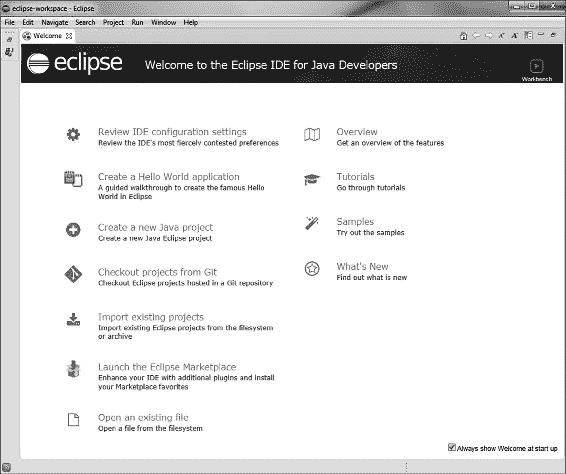 eclipse-workspace - Eclipse
File Edit Navigate Search Project Run Window Help
Welcome
eclipse
Welcome to the Eclipse IDE for Java Developers
Workbench
Review IDE configuration settings
Review the IDE's most fiercely contested preferences
Create a Hello World application
A guided walkthrough to create the famous Hello
World in Eclipse
Create a new Java project
Create a new Java Eclipse project
Checkout projects from Git
Checkout Eclipse projects hosted in a Git repository
Import existing projects
Import existing Eclipse projects from the filesystem
or archive
Launch the Eclipse Marketplace
Enhance your IDE with additional plugins and install
your Marketplace favorites
Open an existing file
Open a file from the filesystem
Overview
Get an overview of the features
Tutorials
Go through tutorials
Samples
Try out the samples
What's New
Find out what is new
Always show Welcome at start up